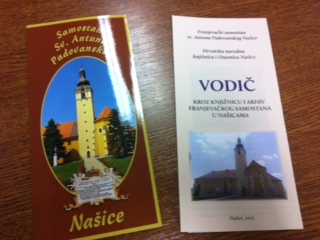 Samostan
Sv. Antuna
Padovanskog
Našice
Franjevački samostan
sv. Antuna Padovanskog Našice
Hrvatska narodna
knjižnica i čitaonica Našice
VODIČ
KROZ KNJIŽNICU I ARHIV
FRANJEVAČKOG SAMOSTANA
U NAŠICAMA